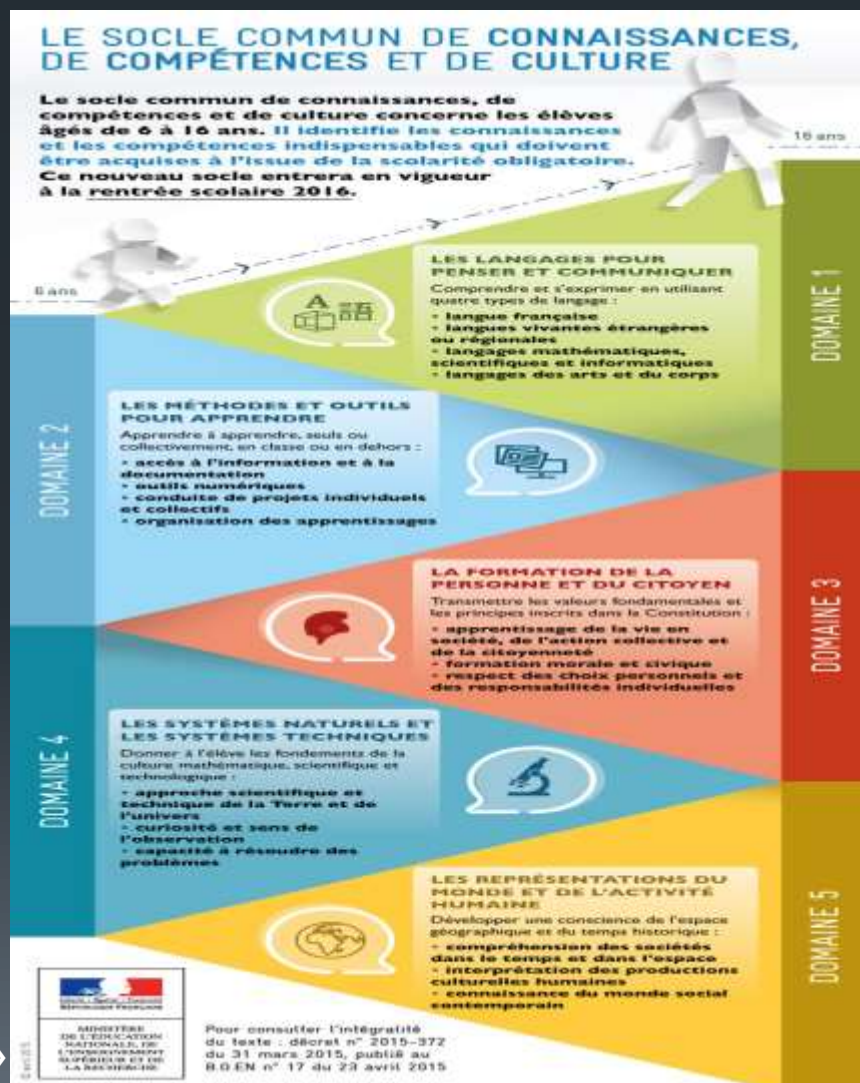 LE SOCLE COMMUN DE CONNAISSANCES,
DE COMPÉTENCES ET DE CULTURE
Le socle commun de connaissances, de
compétences et de culture concerne les élèves
âgés de 6 à 16 ans. Il identifie les connaissances
et les compétences indispensables qui doivent
être acquises à l'issue de la scolarité obligatoire.
Ce nouveau socle entrera en vigueur
à la rentrée scolaire 2016.
16 ans
6 ans
DOMAINE 1
LES LANGAGES POUR
PENSER ET COMMUNIQUER
Comprendre et s'exprimer en utilisant
quatre types de langage :
• langue française
• langues vivantes étrangères
ou régionales
• langages mathématiques,
scientifiques et informatiques
• langages des arts et du corps
A
DOMAINE 2
LES MÉTHODES ET OUTILS
POUR APPRENDRE
Apprendre à apprendre, seuls ou
collectivement, en classe ou en dehors :
• accès à l'information et à la
documentation
• outils numériques
• conduite de projets individuels
et collectifs
• organisation des apprentissages
DOMAINE 3
LA FORMATION DE LA
PERSONNE ET DU CITOYEN
Transmettre les valeurs fondamentales et
les principes inscrits dans la Constitution :
• apprentissage de la vie en
société, de l'action collective et
de la citoyenneté
• formation morale et civique
• respect des choix personnels et
des responsabilités individuelles
DOMAINE 4
LES SYSTÈMES NATURELS ET
LES SYSTÈMES TECHNIQUES
Donner à l'élève les fondements de la
culture mathématique, scientifique et
technologique :
• approche scientifique et
technique de la Terre et de
l'univers
• curiosité et sens de
l'observation
• capacité à résoudre des
problèmes
DOMAINE 5
LES REPRÉSENTATIONS DU
MONDE ET DE L'ACTIVITÉ
HUMAINE
Développer une conscience de l'espace
géographique et du temps historique :
• compréhension des sociétés
dans le temps et dans l'espace
• interprétation des productions
culturelles humaines
• connaissance du monde social
contemporain
Liberté • Égalité • Fraternité
RÉPUBLIQUE FRANÇAISE
MINISTÈRE
DE L'ÉDUCATION
NATIONALE, DE
L'ENSEIGNEMENT
SUPÉRIEUR ET DE
LA RECHERCHE
Pour consulter l'intégralité
du texte : décret n° 2015-372
du 31 mars 2015, publié au
B.O.EN n° 17 du 23 avril 2015